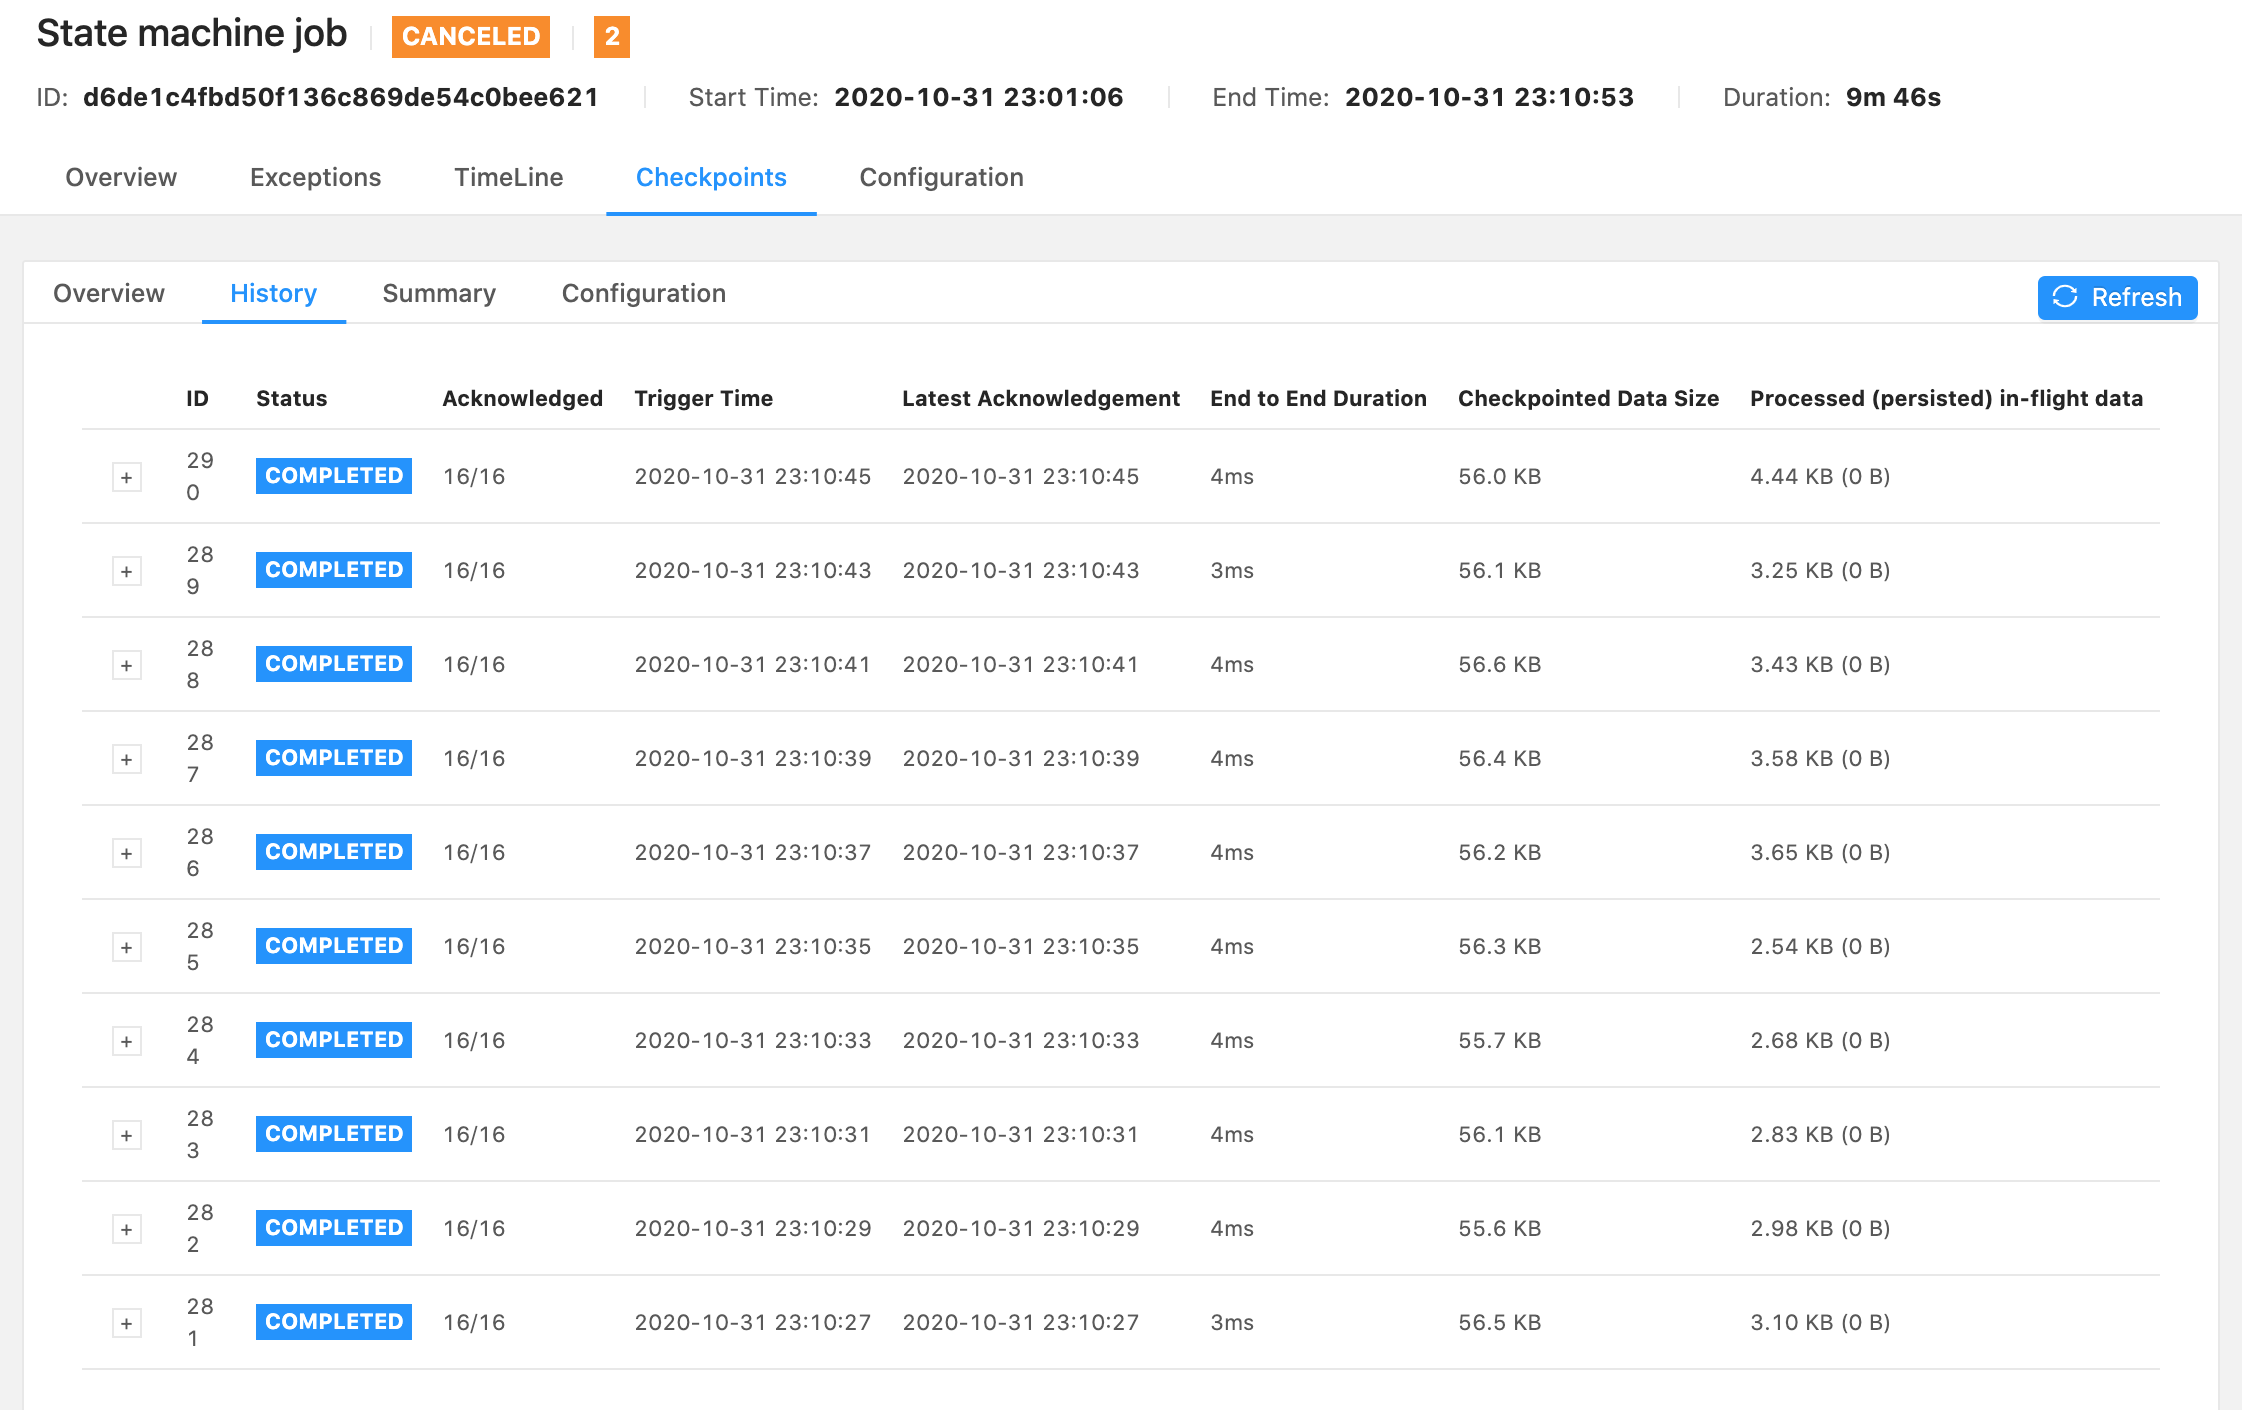 State machine job CANCELED 2
ID: d6de1c4fbd50f136c869de54c0bee621 Start Time: 2020-10-31 23:01:06 End Time: 2020-10-31 23:10:53 Duration: 9m 46s
Overview Exceptions TimeLine Checkpoints Configuration
Overview History Summary Configuration Refresh
ID Status Acknowledged Trigger Time Latest Acknowledgement End to End Duration Checkpointed Data Size Processed (persisted) in-flight data
+ 290 COMPLETED 16/16 2020-10-31 23:10:45 2020-10-31 23:10:45 4ms 56.0 KB 4.44 KB (0 B)
+ 289 COMPLETED 16/16 2020-10-31 23:10:43 2020-10-31 23:10:43 3ms 56.1 KB 3.25 KB (0 B)
+ 288 COMPLETED 16/16 2020-10-31 23:10:41 2020-10-31 23:10:41 4ms 56.6 KB 3.43 KB (0 B)
+ 287 COMPLETED 16/16 2020-10-31 23:10:39 2020-10-31 23:10:39 4ms 56.4 KB 3.58 KB (0 B)
+ 286 COMPLETED 16/16 2020-10-31 23:10:37 2020-10-31 23:10:37 4ms 56.2 KB 3.65 KB (0 B)
+ 285 COMPLETED 16/16 2020-10-31 23:10:35 2020-10-31 23:10:35 4ms 56.3 KB 2.54 KB (0 B)
+ 284 COMPLETED 16/16 2020-10-31 23:10:33 2020-10-31 23:10:33 4ms 55.7 KB 2.68 KB (0 B)
+ 283 COMPLETED 16/16 2020-10-31 23:10:31 2020-10-31 23:10:31 4ms 56.1 KB 2.83 KB (0 B)
+ 282 COMPLETED 16/16 2020-10-31 23:10:29 2020-10-31 23:10:29 4ms 55.6 KB 2.98 KB (0 B)
+ 281 COMPLETED 16/16 2020-10-31 23:10:27 2020-10-31 23:10:27 3ms 56.5 KB 3.10 KB (0 B)